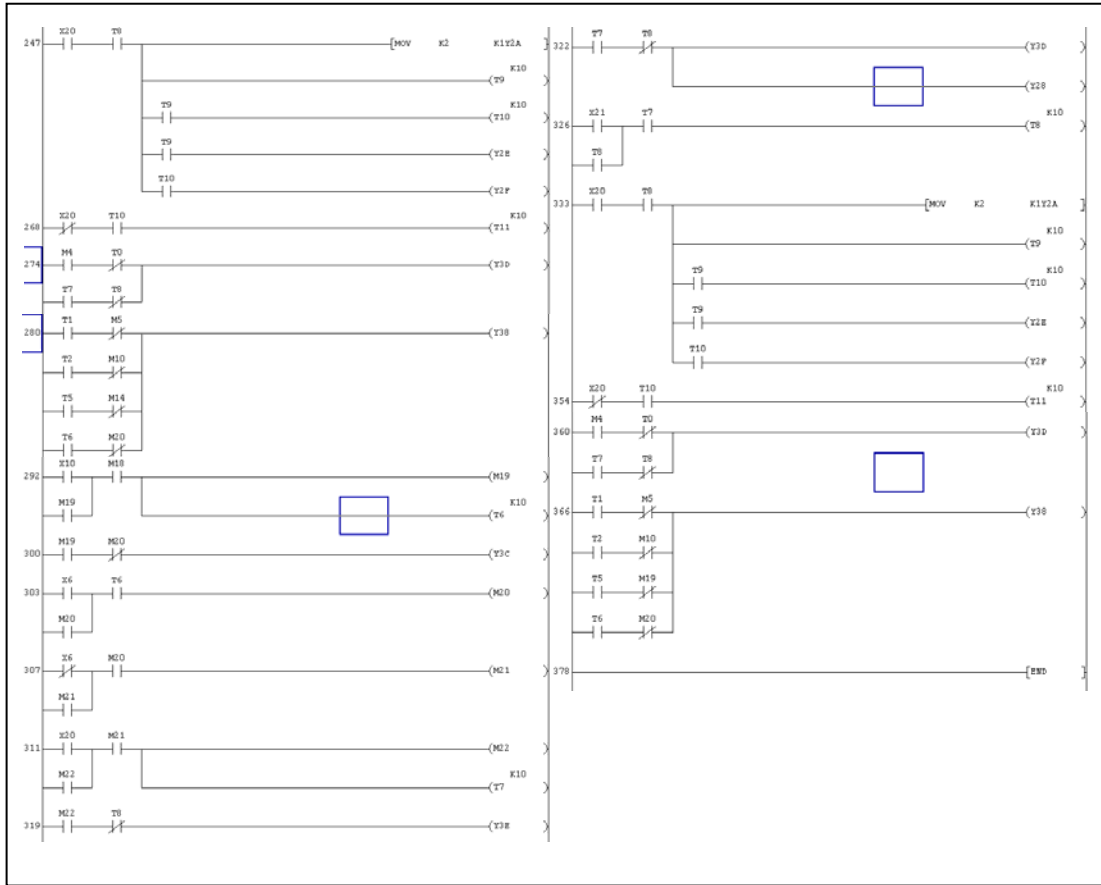 X20 T8
247 [MOV K2 K1Y2A ]
K10
(T9 )
T9 K10
(T10 )
T9
(Y2E )
T10
(Y2F )
X20 T10 K10
268 (T11 )
M4 T0
274 (Y3D )
T7 T8
T1 M5
280 (Y38 )
T2 M10
T5 M14
T6 M20
X10 M18
292 (M19 )
M19 K10
(T6 )
M19 M20
300 (Y3C )
X6 T6
303 (M20 )
M20
X6 M20
307 (M21 )
M21
X20 M21
311 (M22 )
M22 K10
(T7 )
M22 T8
319 (Y3E )
T7 T8
322 (Y3D )
(Y28 )
X21 T7 K10
326 (T8 )
T8
X20 T8
333 [MOV K2 K1Y2A ]
K10
(T9 )
T9 K10
(T10 )
T9
(Y2E )
T10
(Y2F )
X20 T10 K10
354 (T11 )
M4 T0
360 (Y3D )
T7 T8
T1 M5
366 (Y38 )
T2 M10
T5 M19
T6 M20
378 [END ]